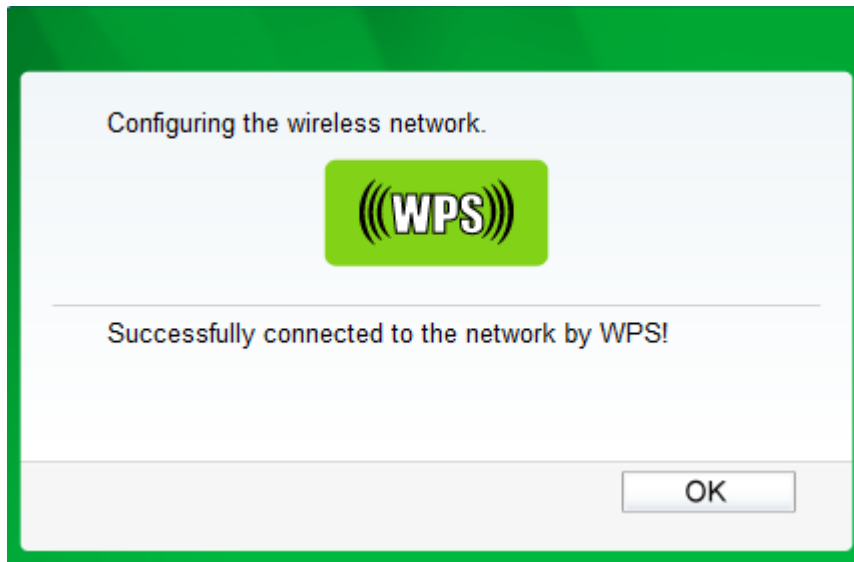 Configuring the wireless network.
WPS
Successfully connected to the network by WPS!
OK